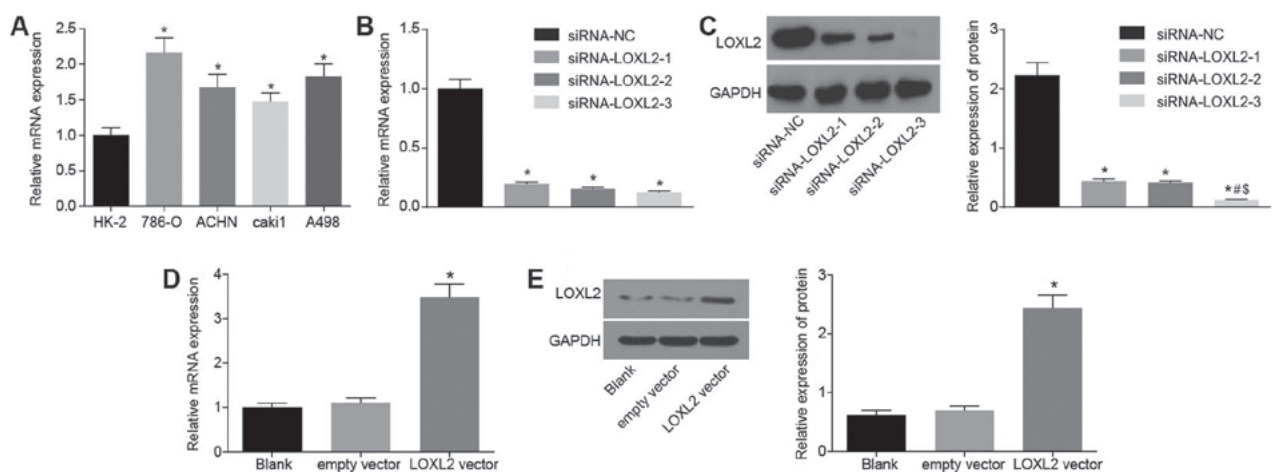 A
Relative mRNA expression
2.5
2.0
1.5
1.0
0.5
0.0
*
*
*
*
HK-2 786-O ACHN caki1 A498
B
Relative mRNA expression
1.5
1.0
0.5
0.0
siRNA-NC
siRNA-LOXL2-1
siRNA-LOXL2-2
siRNA-LOXL2-3
* * *
C
LOXL2
GAPDH
siRNA-NC
siRNA-LOXL2-1
siRNA-LOXL2-2
siRNA-LOXL2-3
Relative expression of protein
3
2
1
0
siRNA-NC
siRNA-LOXL2-1
siRNA-LOXL2-2
siRNA-LOXL2-3
* * *#$
D
Relative mRNA expression
4
3
2
1
0
*
Blank empty vector LOXL2 vector
E
LOXL2
GAPDH
Blank
empty vector
LOXL2 vector
Relative expression of protein
3
2
1
0
*
Blank empty vector LOXL2 vector